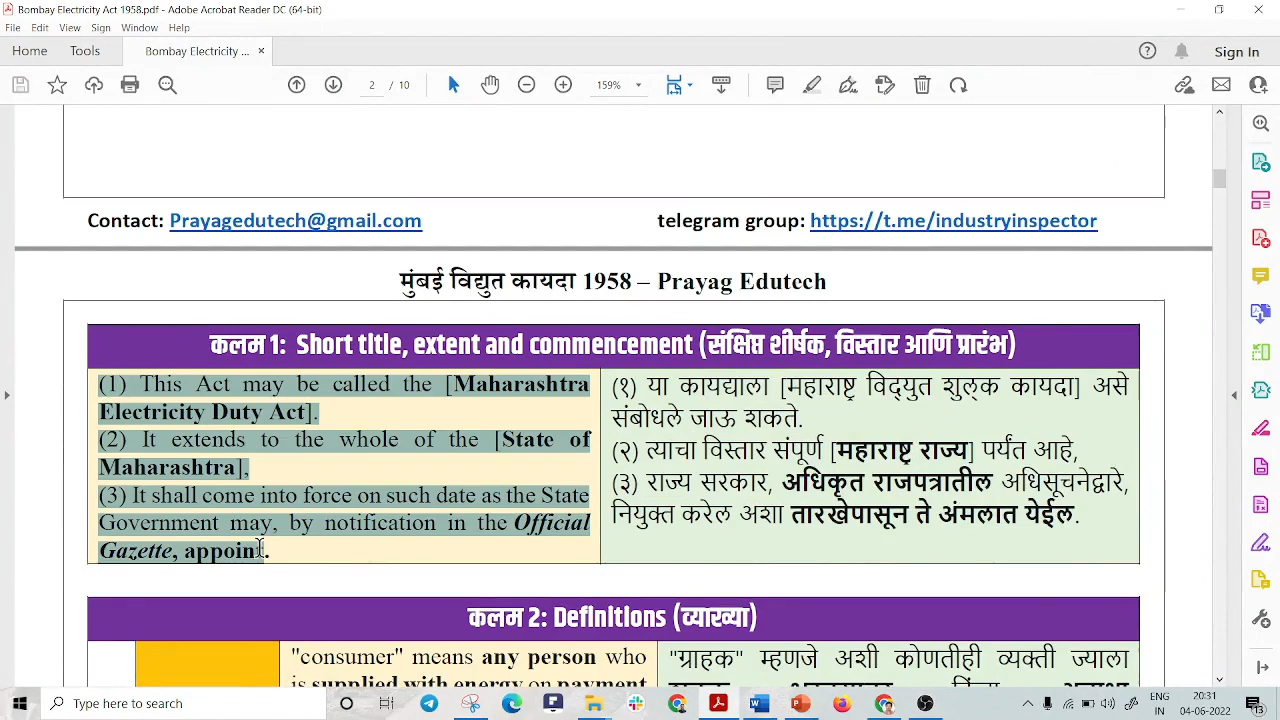 Bombay Electricity Act 1958.pdf - Adobe Acrobat Reader DC (64-bit)
File Edit View Sign Window Help
Home Tools Bombay Electricity ... × Sign In
2 / 10 159%
Contact: Prayagedutech@gmail.com telegram group: https://t.me/industryinspector
मुंबई विद्युत कायदा 1958 – Prayag Edutech
कलम 1: Short title, extent and commencement (संक्षिप्त शीर्षक, विस्तार आणि प्रारंभ)
(1) This Act may be called the [Maharashtra
Electricity Duty Act].
(2) It extends to the whole of the [State of
Maharashtra],
(3) It shall come into force on such date as the State
Government may, by notification in the Official
Gazette, appoint.
(१) या कायद्याला [महाराष्ट्र विद्युत शुल्क कायदा] असे
संबोधले जाऊ शकते.
(२) त्याचा विस्तार संपूर्ण [महाराष्ट्र राज्य] पर्यंत आहे,
(३) राज्य सरकार, अधिकृत राजपत्रातील अधिसूचनेद्वारे,
नियुक्त करेल अशा तारखेपासून ते अंमलात येईल.
कलम 2: Definitions (व्याख्या)
"consumer" means any person who
is supplied with energy on payment
"ग्राहक" म्हणजे अशी कोणतीही व्यक्ती ज्याला
Type here to search
ENG
IN
20:31
04-06-2022
13